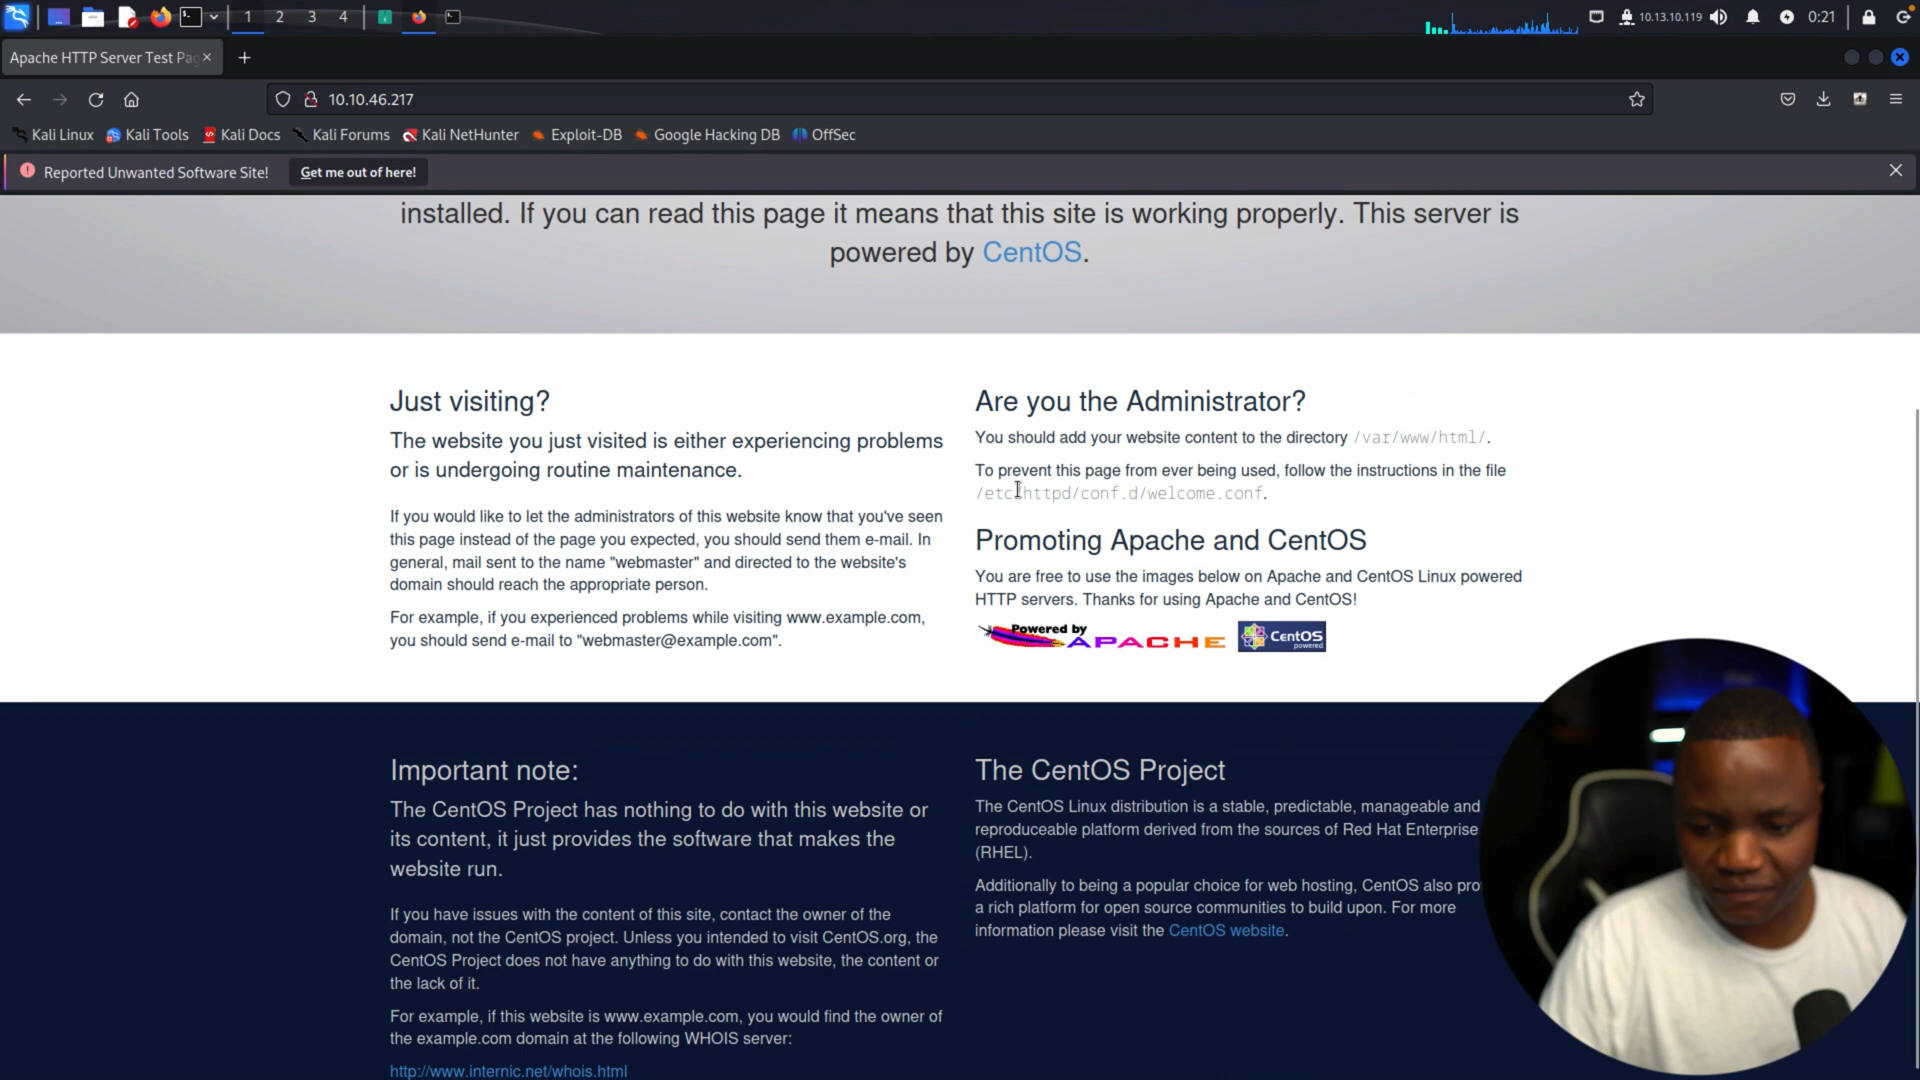 1 2 3 4
10.13.10.119
0:21
Apache HTTP Server Test Pag
10.10.46.217
Kali Linux Kali Tools Kali Docs Kali Forums Kali NetHunter Exploit-DB Google Hacking DB OffSec
Reported Unwanted Software Site! Get me out of here!
installed. If you can read this page it means that this site is working properly. This server is
powered by CentOS.
Just visiting?
The website you just visited is either experiencing problems
or is undergoing routine maintenance.
If you would like to let the administrators of this website know that you've seen
this page instead of the page you expected, you should send them e-mail. In
general, mail sent to the name "webmaster" and directed to the website's
domain should reach the appropriate person.
For example, if you experienced problems while visiting www.example.com,
you should send e-mail to "webmaster@example.com".
Are you the Administrator?
You should add your website content to the directory /var/www/html/.
To prevent this page from ever being used, follow the instructions in the file
/etc/httpd/conf.d/welcome.conf.
Promoting Apache and CentOS
You are free to use the images below on Apache and CentOS Linux powered
HTTP servers. Thanks for using Apache and CentOS!
Powered by
APACHE
CentOS
powered
Important note:
The CentOS Project has nothing to do with this website or
its content, it just provides the software that makes the
website run.
If you have issues with the content of this site, contact the owner of the
domain, not the CentOS project. Unless you intended to visit CentOS.org, the
CentOS Project does not have anything to do with this website, the content or
the lack of it.
For example, if this website is www.example.com, you would find the owner of
the example.com domain at the following WHOIS server:
http://www.internic.net/whois.html
The CentOS Project
The CentOS Linux distribution is a stable, predictable, manageable and
reproduceable platform derived from the sources of Red Hat Enterprise
(RHEL).
Additionally to being a popular choice for web hosting, CentOS also pro
a rich platform for open source communities to build upon. For more
information please visit the CentOS website.